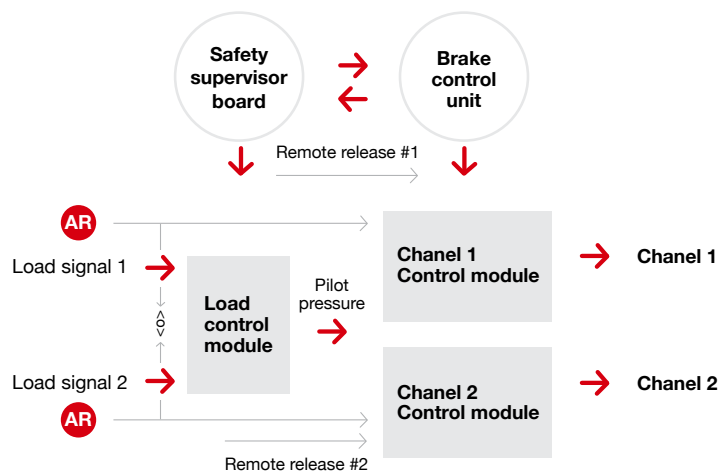 Safety
supervisor
board
Brake
control
unit
Remote release #1
AR
Load signal 1
Load
control
module
Pilot
pressure
Chanel 1
Control module
Chanel 1
<o>
Load signal 2
AR
Chanel 2
Control module
Chanel 2
Remote release #2